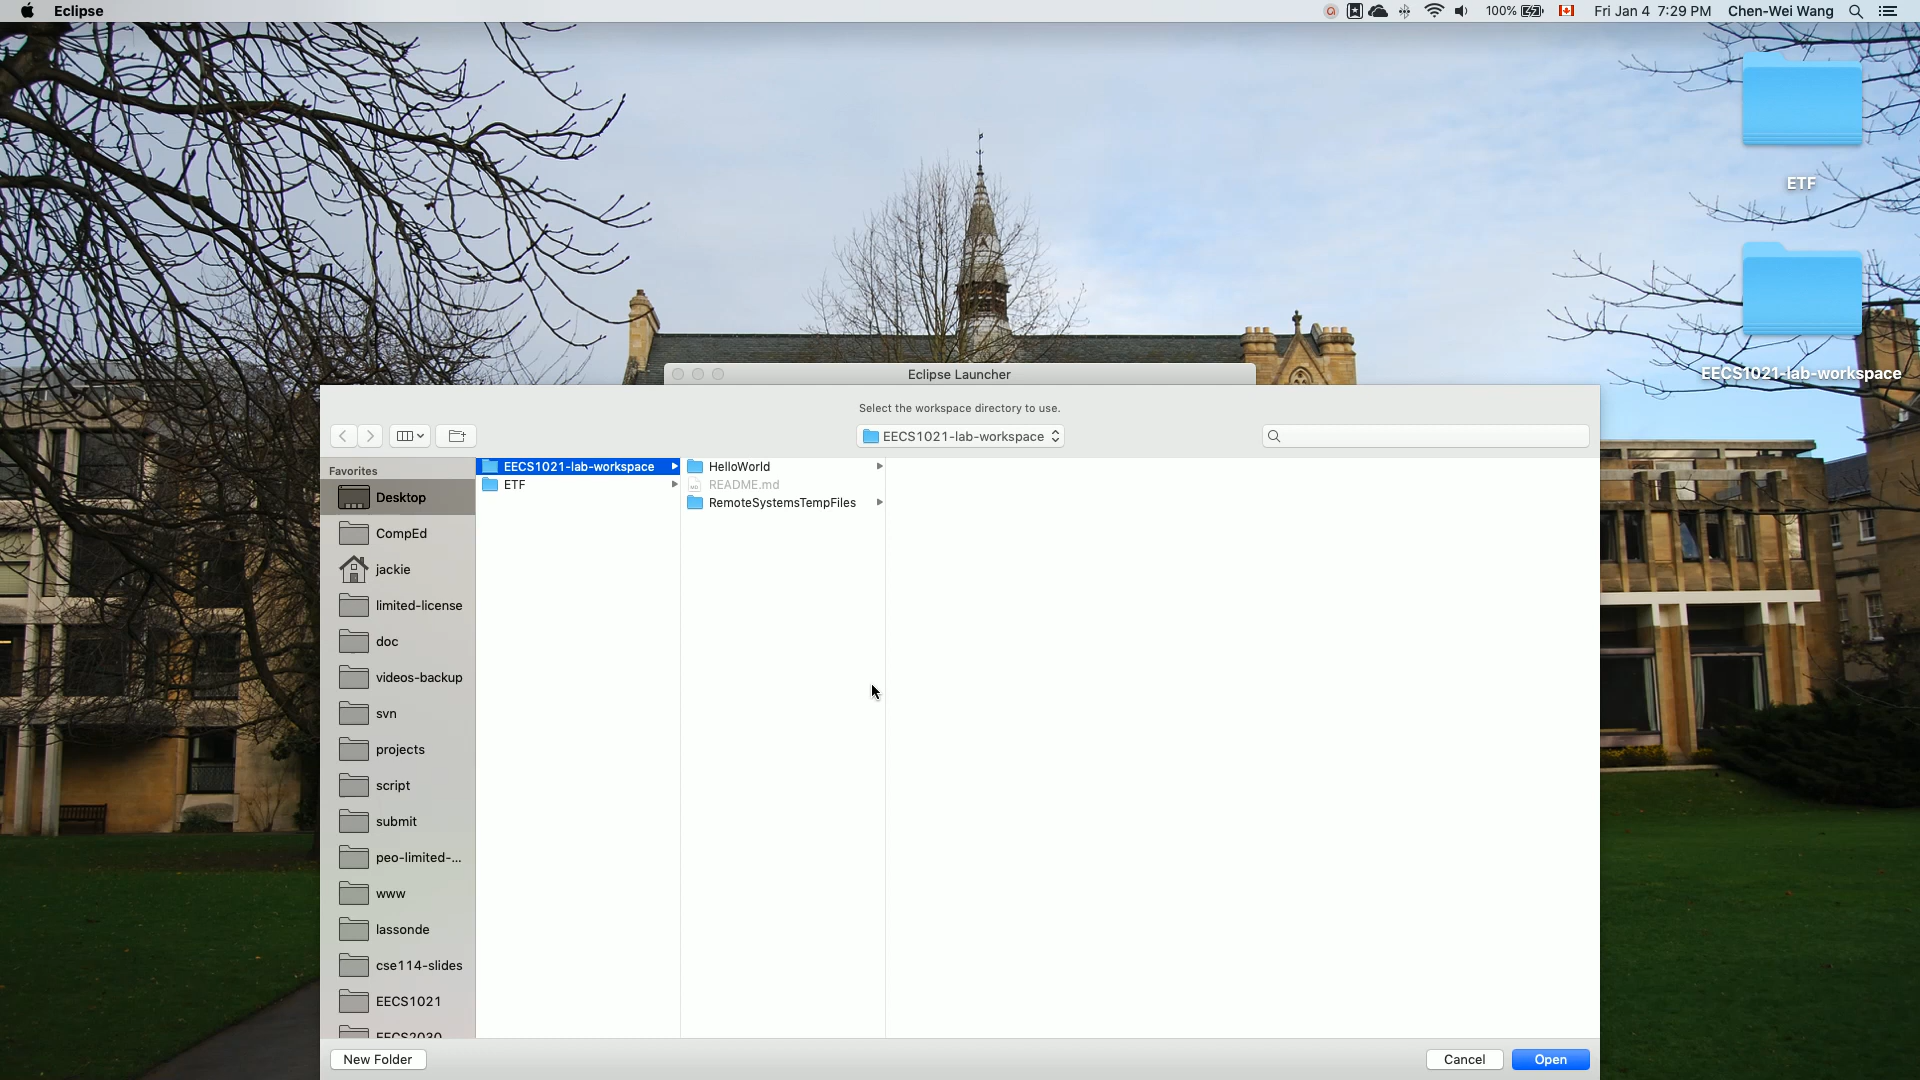 Eclipse
100%
Fri Jan 4 7:29 PM
Chen-Wei Wang
ETF
EECS1021-lab-workspace
Eclipse Launcher
Select the workspace directory to use.
EECS1021-lab-workspace
Favorites
Desktop
CompEd
jackie
limited-license
doc
videos-backup
svn
projects
script
submit
peo-limited-...
www
lassonde
cse114-slides
EECS1021
EECS2030
EECS1021-lab-workspace
ETF
HelloWorld
README.md
RemoteSystemsTempFiles
New Folder
Cancel
Open